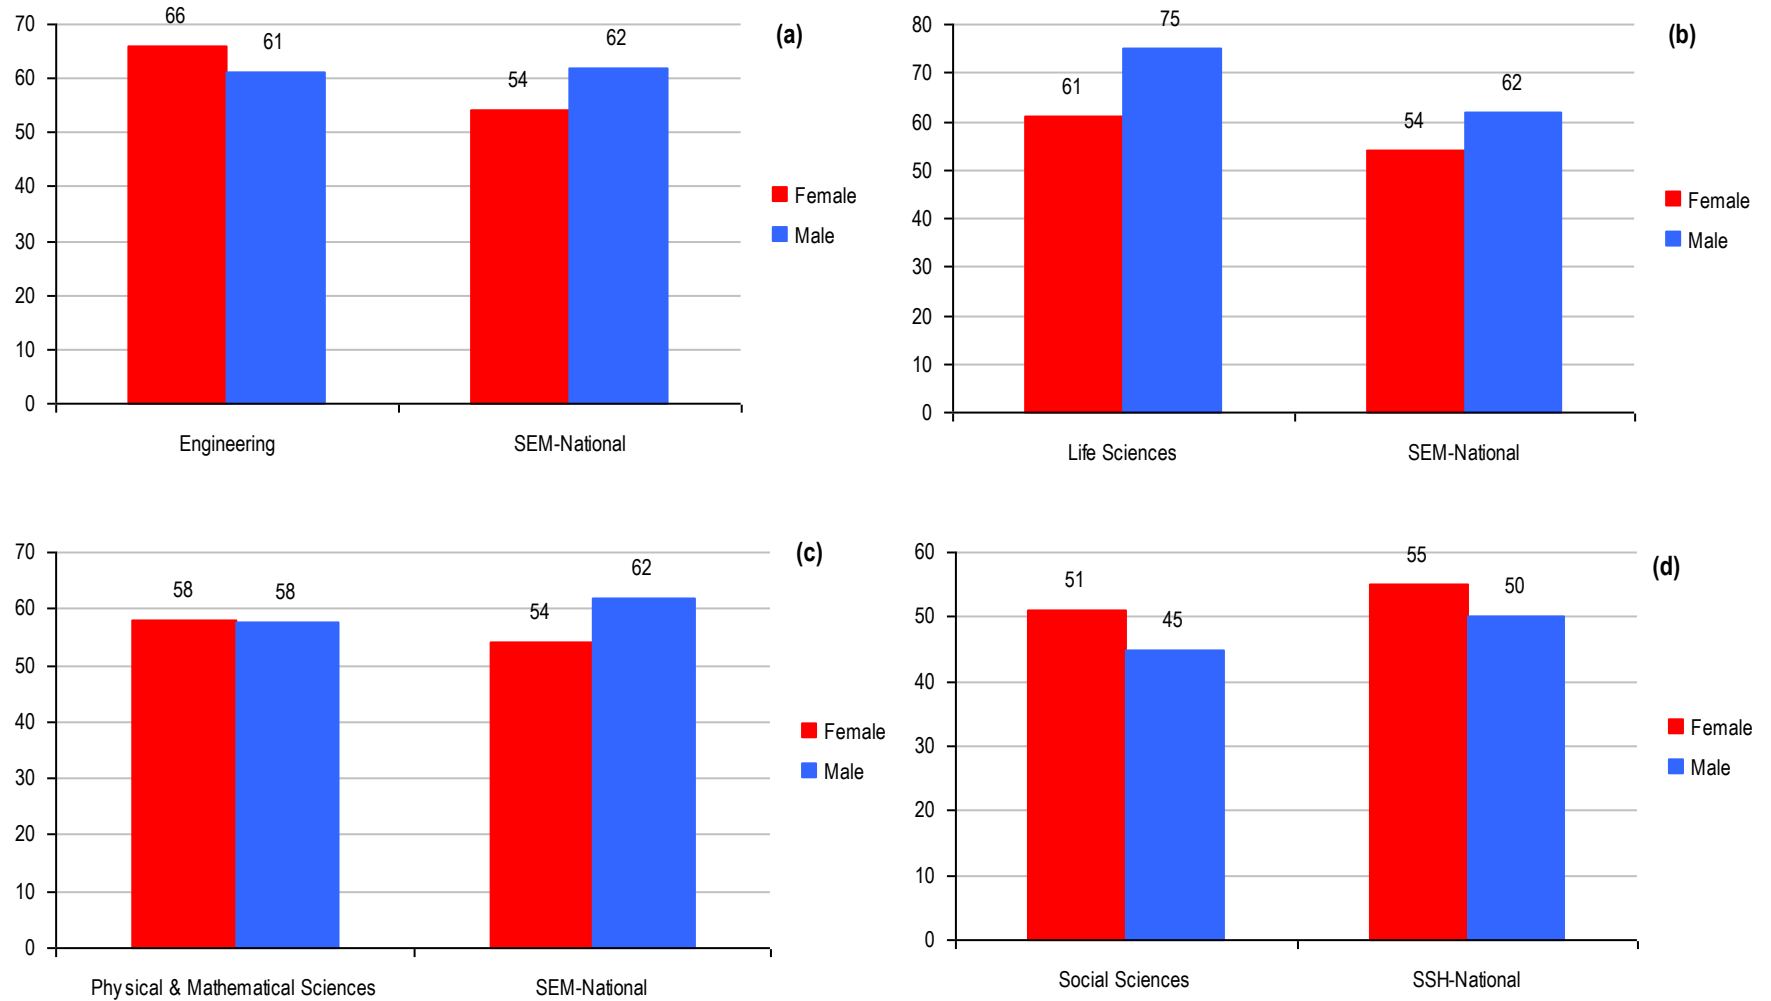 66
61
54
62
(a)
70
60
50
40
30
20
10
0
Female
Male
Engineering
SEM-National
61
75
54
62
(b)
80
70
60
50
40
30
20
10
0
Female
Male
Life Sciences
SEM-National
58
58
54
62
(c)
70
60
50
40
30
20
10
0
Female
Male
Physical & Mathematical Sciences
SEM-National
51
45
55
50
(d)
60
50
40
30
20
10
0
Female
Male
Social Sciences
SSH-National